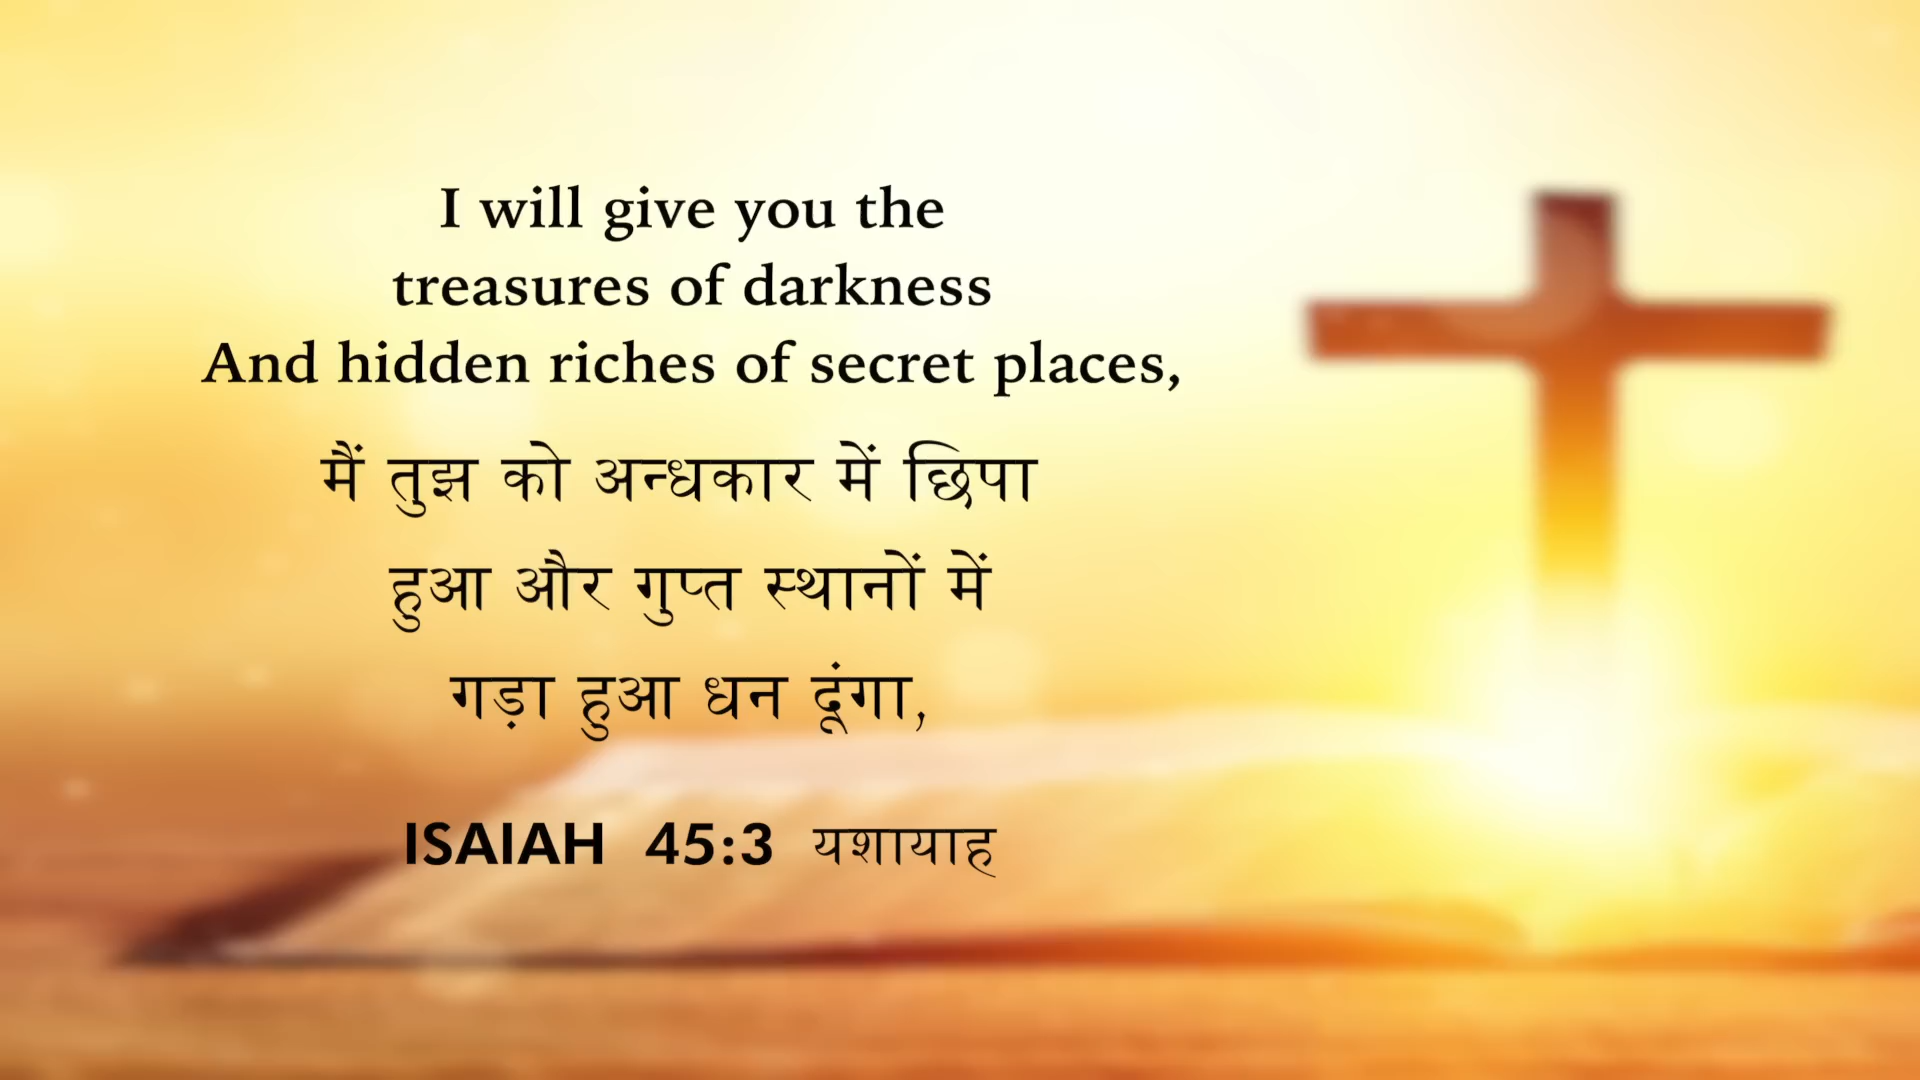 I will give you the
treasures of darkness
And hidden riches of secret places,
मैं तुझ को अन्धकार में छिपा
हुआ और गुप्त स्थानों में
गड़ा हुआ धन दूंगा,
ISAIAH 45:3 यशायाह